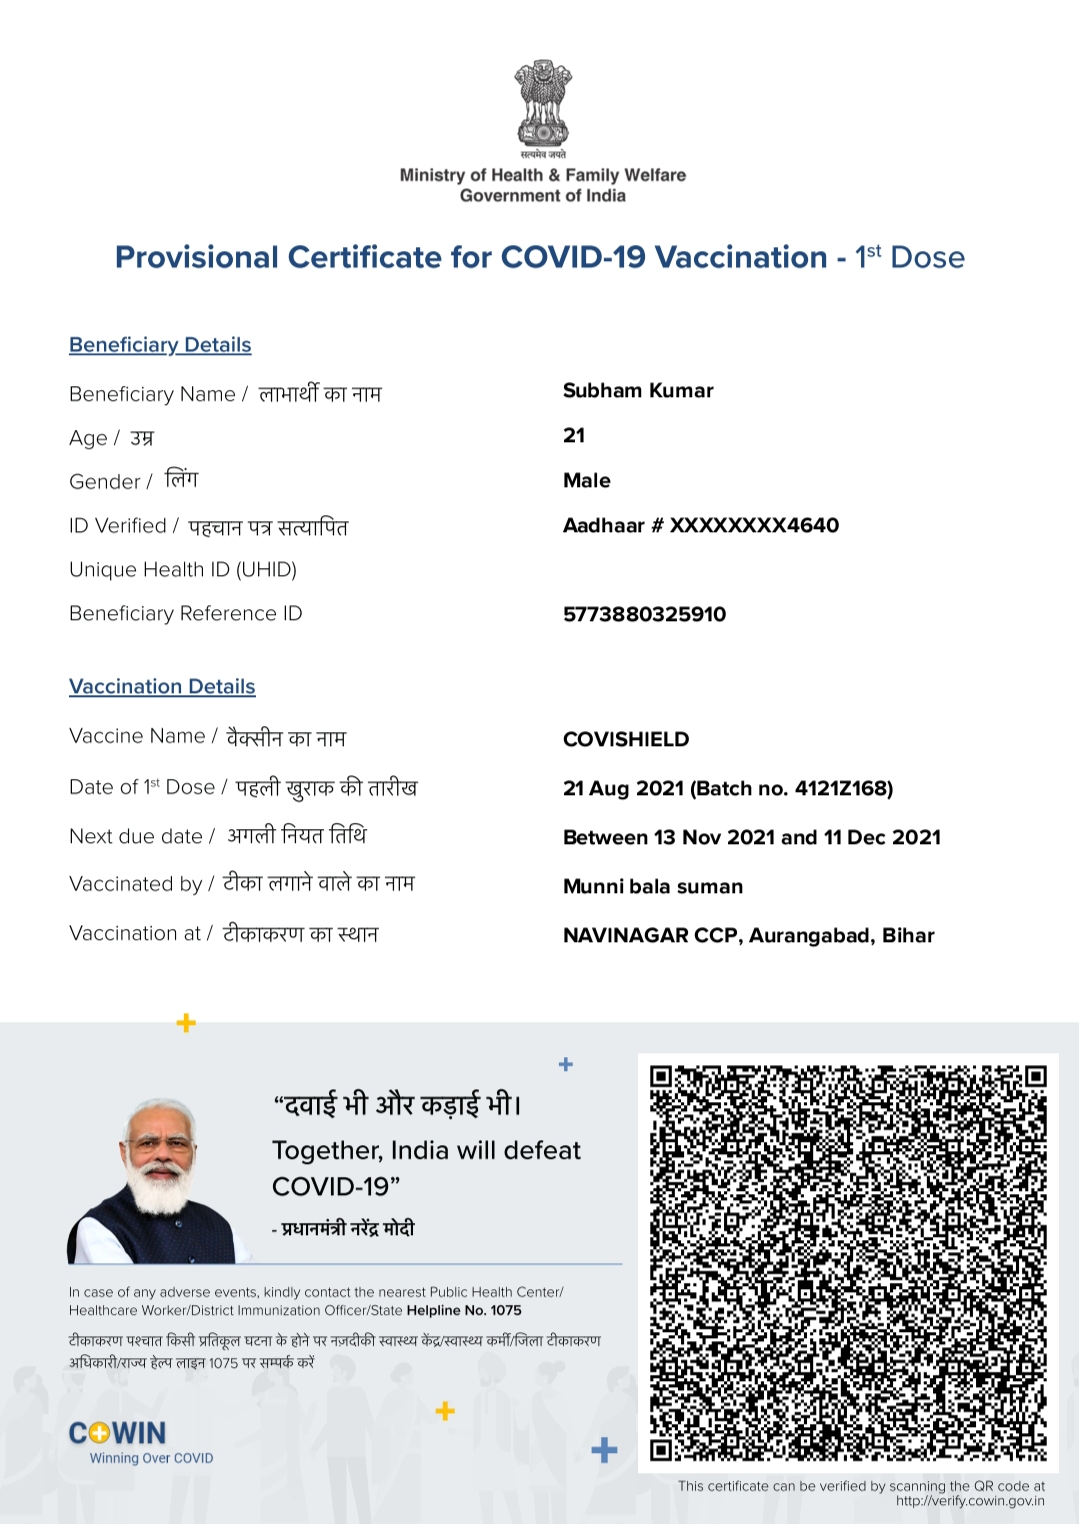 सत्यमेव जयते
Ministry of Health & Family Welfare
Government of India
Provisional Certificate for COVID-19 Vaccination - 1st Dose
Beneficiary Details
Beneficiary Name / लाभार्थी का नाम Subham Kumar
Age / उम्र 21
Gender / लिंग Male
ID Verified / पहचान पत्र सत्यापित Aadhaar # XXXXXXXX4640
Unique Health ID (UHID)
Beneficiary Reference ID 5773880325910
Vaccination Details
Vaccine Name / वैक्सीन का नाम COVISHIELD
Date of 1st Dose / पहली खुराक की तारीख 21 Aug 2021 (Batch no. 4121Z168)
Next due date / अगली नियत तिथि Between 13 Nov 2021 and 11 Dec 2021
Vaccinated by / टीका लगाने वाले का नाम Munni bala suman
Vaccination at / टीकाकरण का स्थान NAVINAGAR CCP, Aurangabad, Bihar
“दवाई भी और कड़ाई भी।
Together, India will defeat
COVID-19”
- प्रधानमंत्री नरेंद्र मोदी
In case of any adverse events, kindly contact the nearest Public Health Center/
Healthcare Worker/District Immunization Officer/State Helpline No. 1075
टीकाकरण पश्चात किसी प्रतिकूल घटना के होने पर नज़दीकी स्वास्थ्य केंद्र/स्वास्थ्य कर्मी/जिला टीकाकरण
अधिकारी/राज्य हेल्प लाइन 1075 पर सम्पर्क करें
COWIN
Winning Over COVID
This certificate can be verified by scanning the QR code at
http://verify.cowin.gov.in